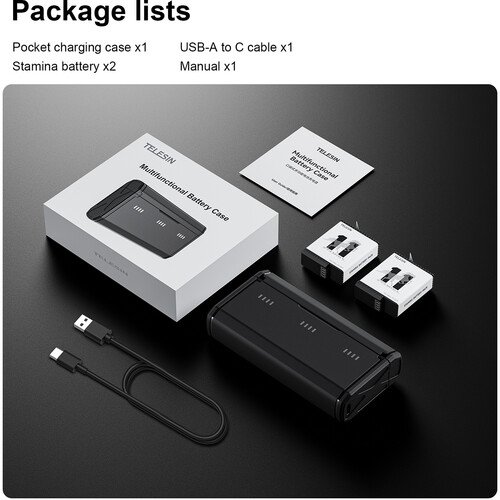 Package lists
Pocket charging case x1
USB-A to C cable x1
Stamina battery x2
Manual x1
TELESIN
Multifunctional Battery Case
TELESIN
TELESIN
Multifunctional
Battery Case